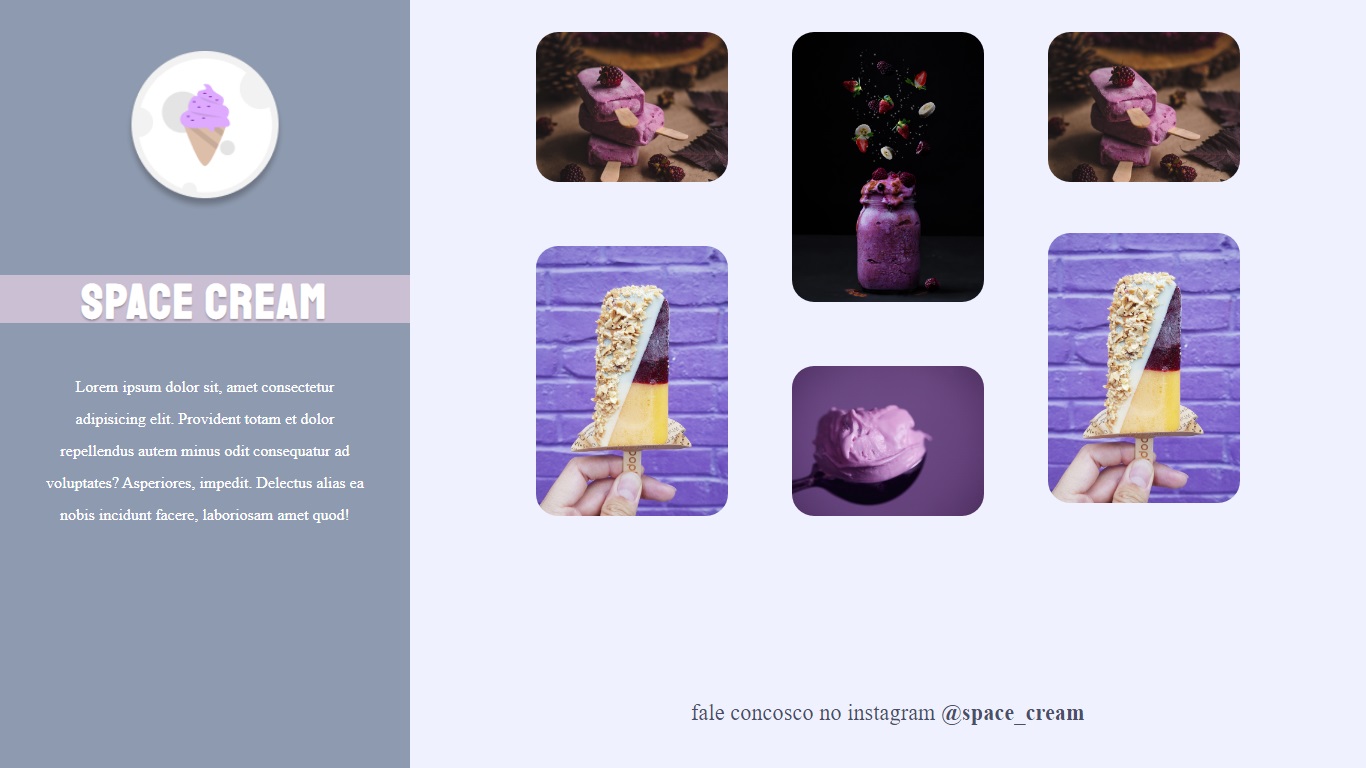 SPACE CREAM
Lorem ipsum dolor sit, amet consectetur
adipisicing elit. Provident totam et dolor
repellendus autem minus odit consequatur ad
voluptates? Asperiores, impedit. Delectus alias ea
nobis incidunt facere, laboriosam amet quod!
fale concosco no instagram @space_cream